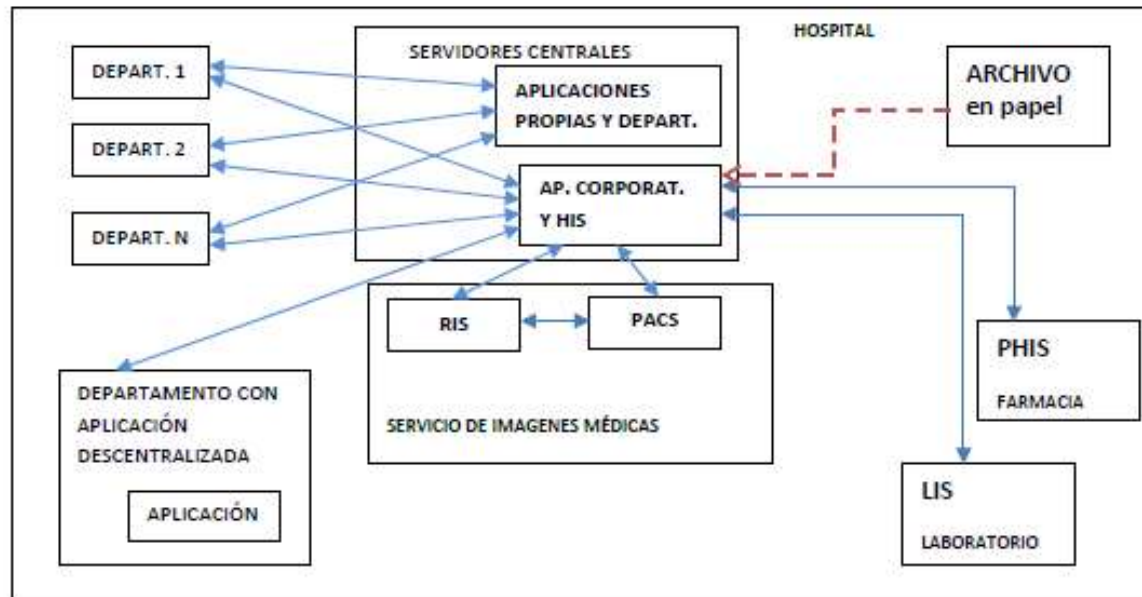 HOSPITAL
SERVIDORES CENTRALES
DEPART. 1
APLICACIONES
PROPIAS Y DEPART.
ARCHIVO
en papel
DEPART. 2
AP. CORPORAT.
Y HIS
DEPART. N
RIS
PACS
SERVICIO DE IMAGENES MÉDICAS
PHIS
FARMACIA
DEPARTAMENTO CON
APLICACIÓN
DESCENTRALIZADA
APLICACIÓN
LIS
LABORATORIO